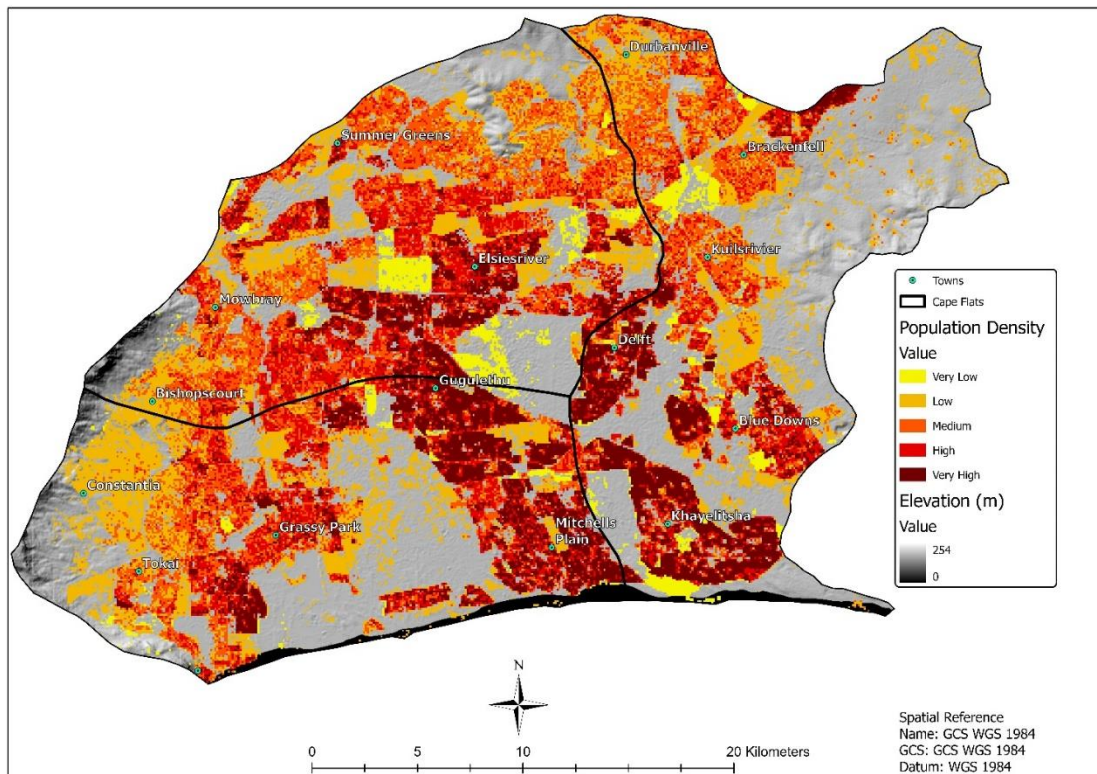 Durbanville
Summer Greens
Brackenfell
Elsiesriver
Kuilsrivier
Mowbray
Delft
Gugulethu
Bishopscourt
Blue Downs
Constantia
Grassy Park
Mitchells
Plain
Khayelitsha
Tokai
Towns
Cape Flats
Population Density
Value
Very Low
Low
Medium
High
Very High
Elevation (m)
Value
254
0
N
0 5 10 20 Kilometers
Spatial Reference
Name: GCS WGS 1984
GCS: GCS WGS 1984
Datum: WGS 1984